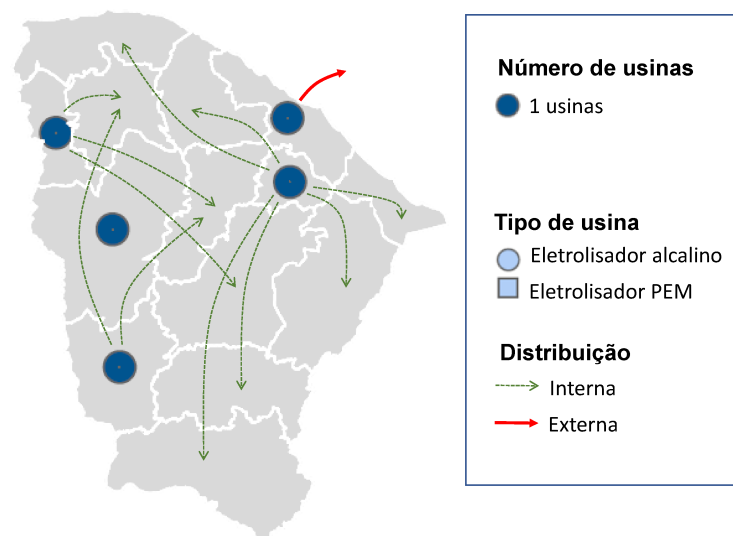 Número de usinas
1 usinas
Tipo de usina
Eletrolisador alcalino
Eletrolisador PEM
Distribuição
Interna
Externa